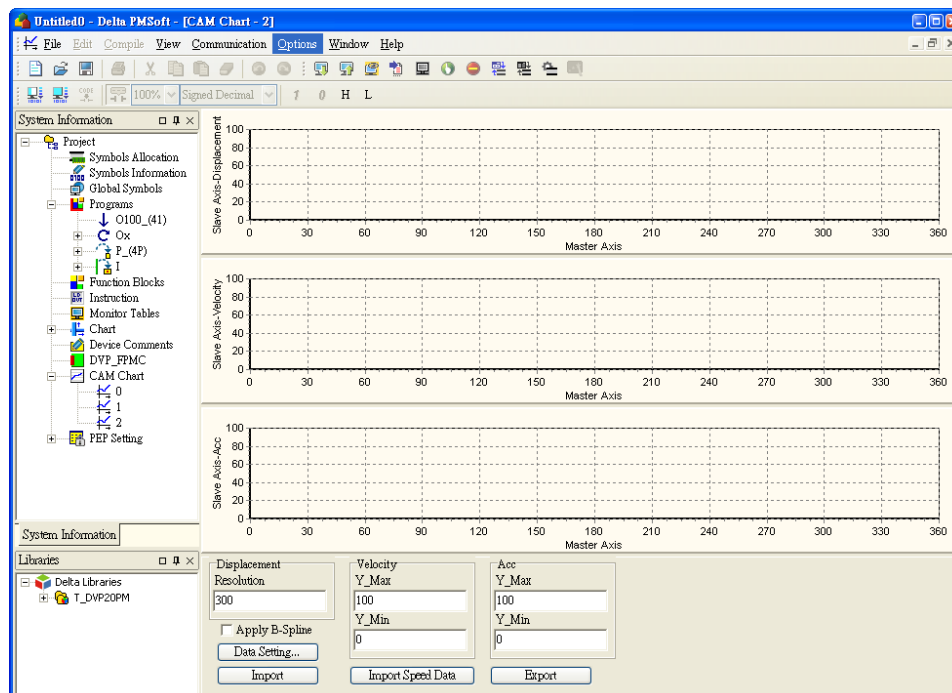 Untitled0 - Delta PMSoft - [CAM Chart - 2]
File Edit Compile View Communication Options Window Help
100% Signed Decimal 1 0 H L
System Information
Project
Symbols Allocation
Symbols Information
Global Symbols
Programs
O100_(41)
Ox
P_(4P)
I
Function Blocks
Instruction
Monitor Tables
Chart
Device Comments
DVP_FPMC
CAM Chart
0
1
2
PEP Setting
System Information
Libraries
Delta Libraries
T_DVP20PM
Slave Axis-Displacement
100
80
60
40
20
0
0 30 60 90 120 150 180 210 240 270 300 330 360
Master Axis
Slave Axis-Velocity
100
80
60
40
20
0
0 30 60 90 120 150 180 210 240 270 300 330 360
Master Axis
Slave Axis-Acc
100
80
60
40
20
0
0 30 60 90 120 150 180 210 240 270 300 330 360
Master Axis
Displacement
Resolution
300
Apply B-Spline
Data Setting...
Import
Velocity
Y_Max
100
Y_Min
0
Import Speed Data
Acc
Y_Max
100
Y_Min
0
Export